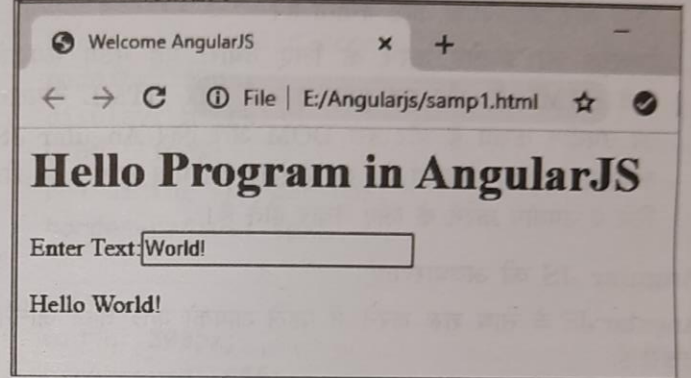 Welcome AngularJS
File | E:/Angularjs/samp1.html
Hello Program in AngularJS
Enter Text:World!
Hello World!